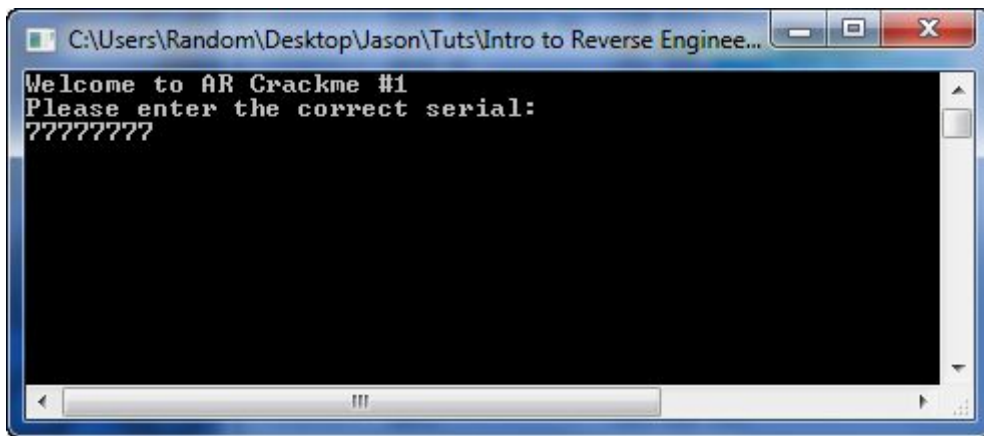 C:\Users\Random\Desktop\Jason\Tuts\Intro to Reverse Enginee...
Welcome to AR Crackme #1
Please enter the correct serial:
77777777